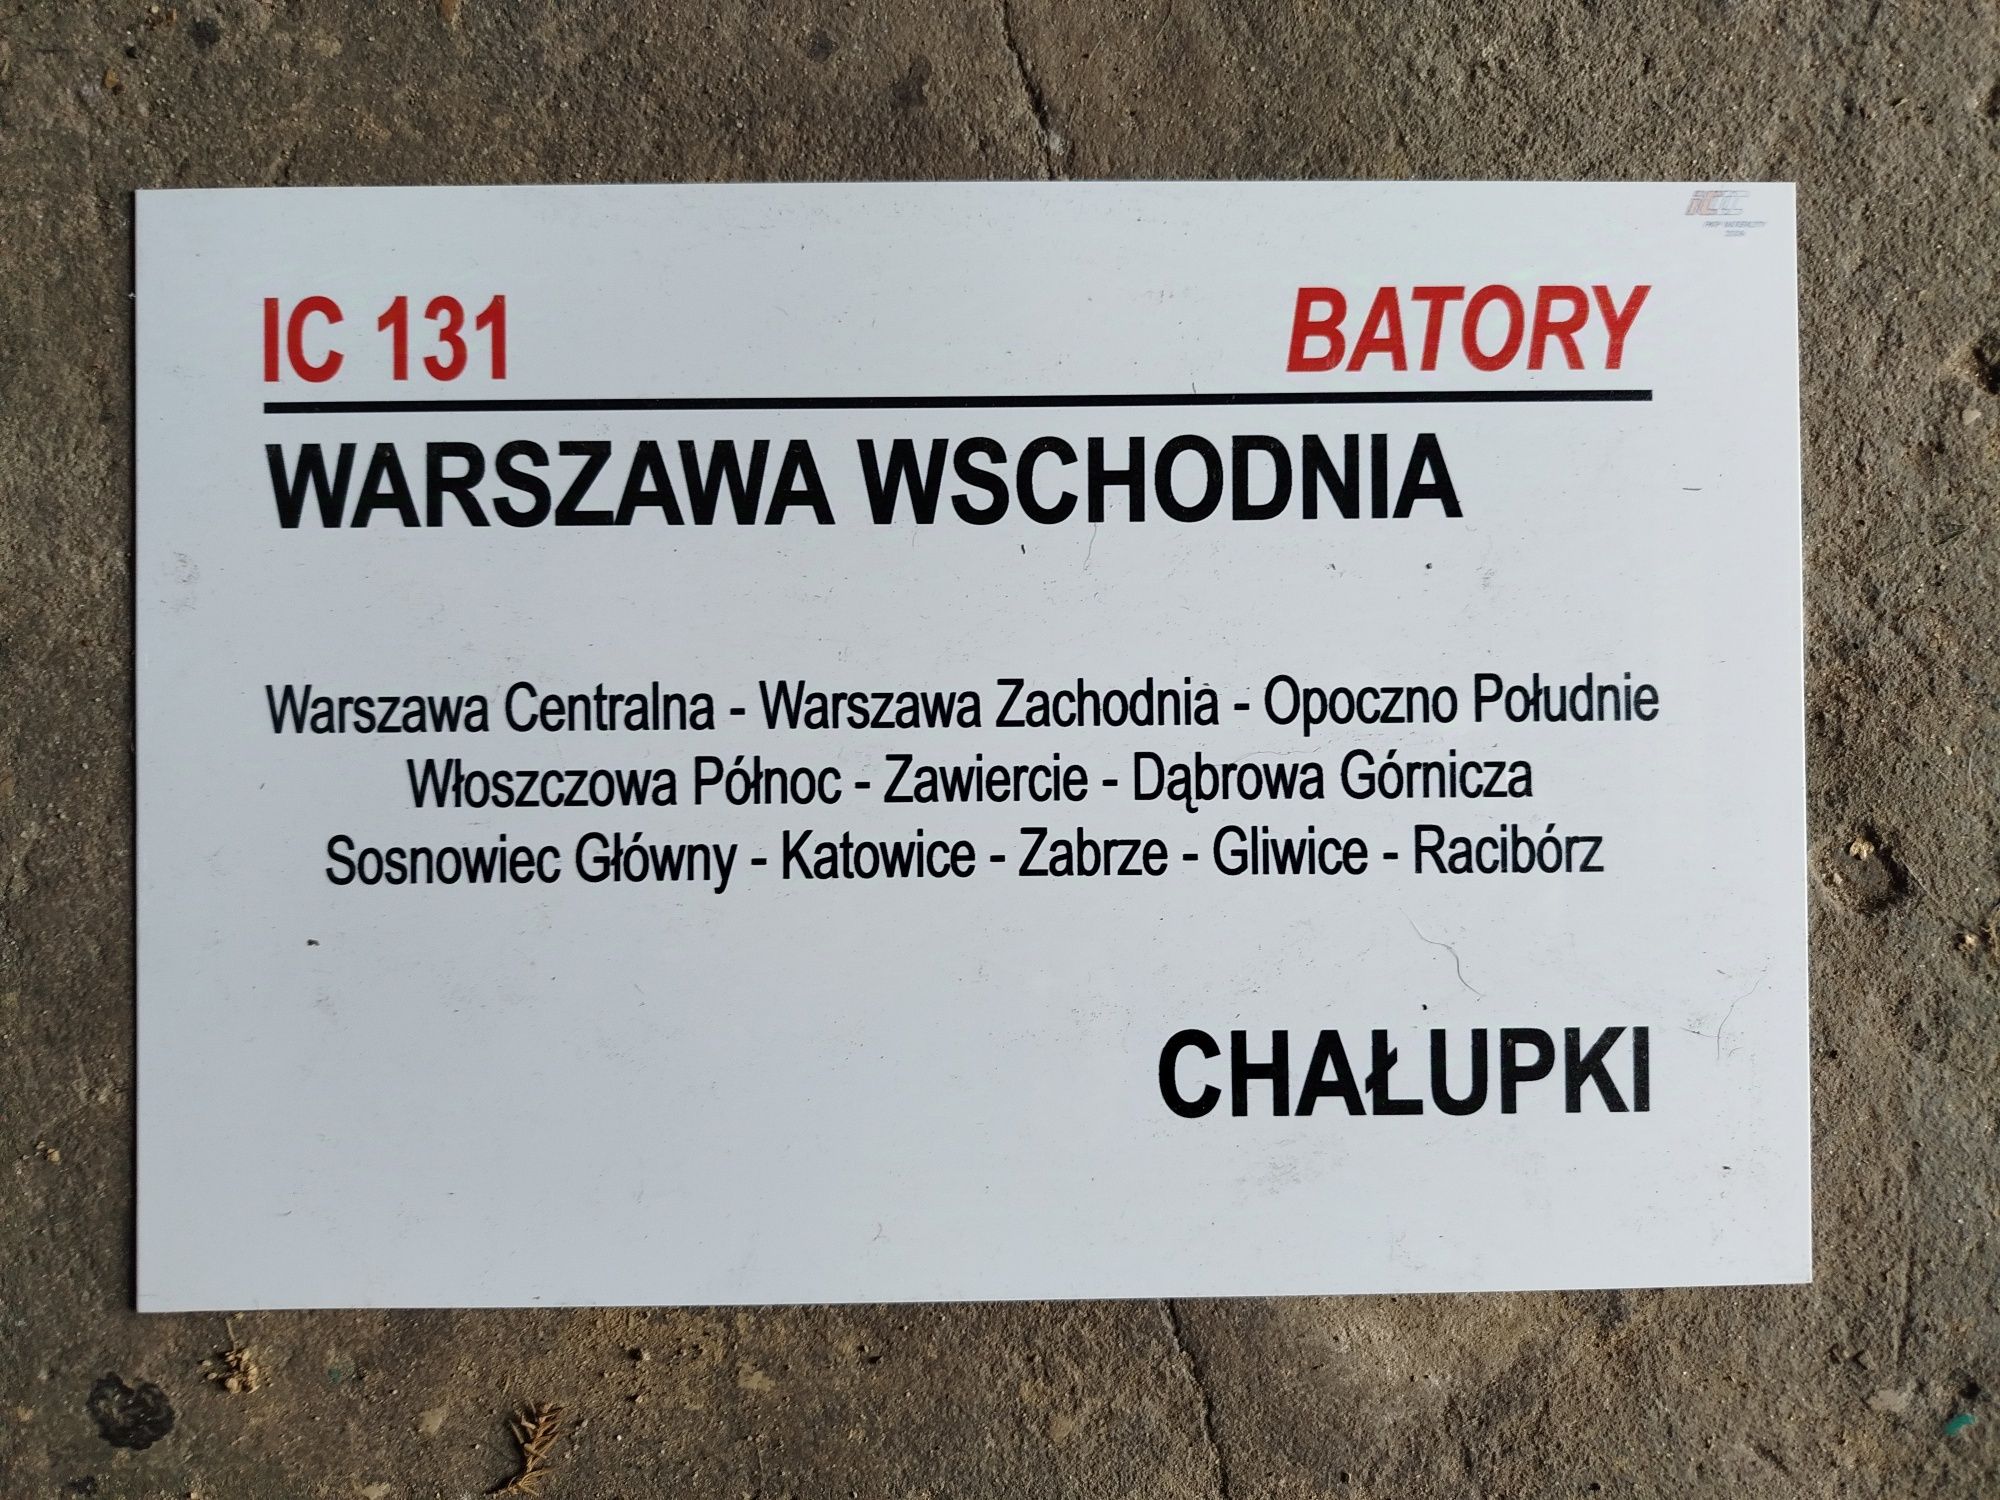 IC 131 BATORY
WARSZAWA WSCHODNIA
Warszawa Centralna - Warszawa Zachodnia - Opoczno Południe
Włoszczowa Północ - Zawiercie - Dąbrowa Górnicza
Sosnowiec Główny - Katowice - Zabrze - Gliwice - Racibórz
CHAŁUPKI